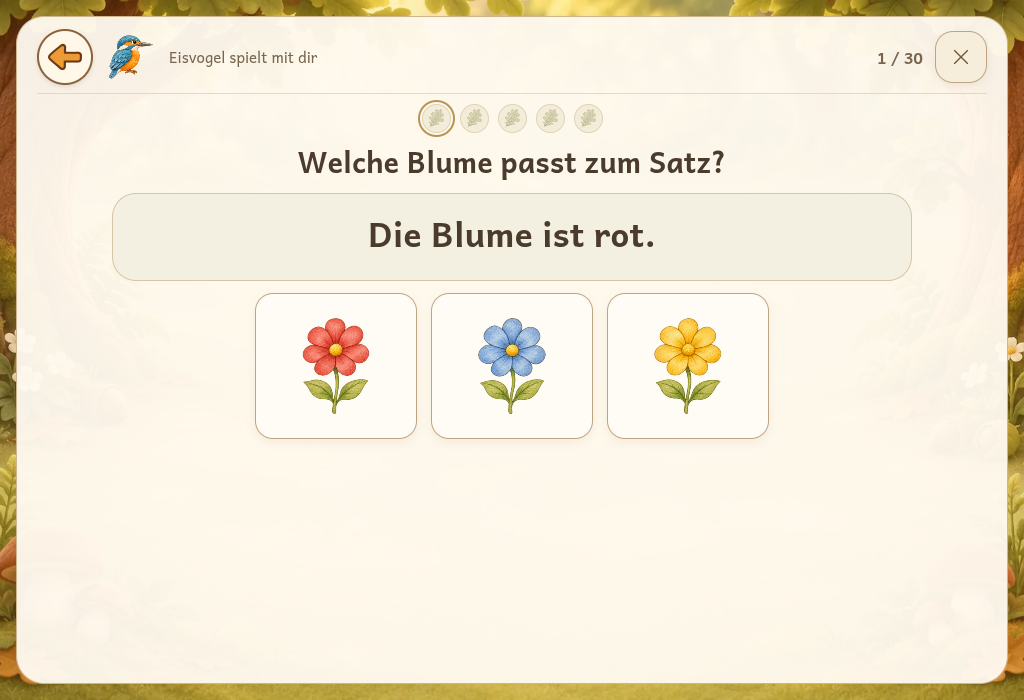 Eisvogel spielt mit dir
1 / 30
Welche Blume passt zum Satz?
Die Blume ist rot.